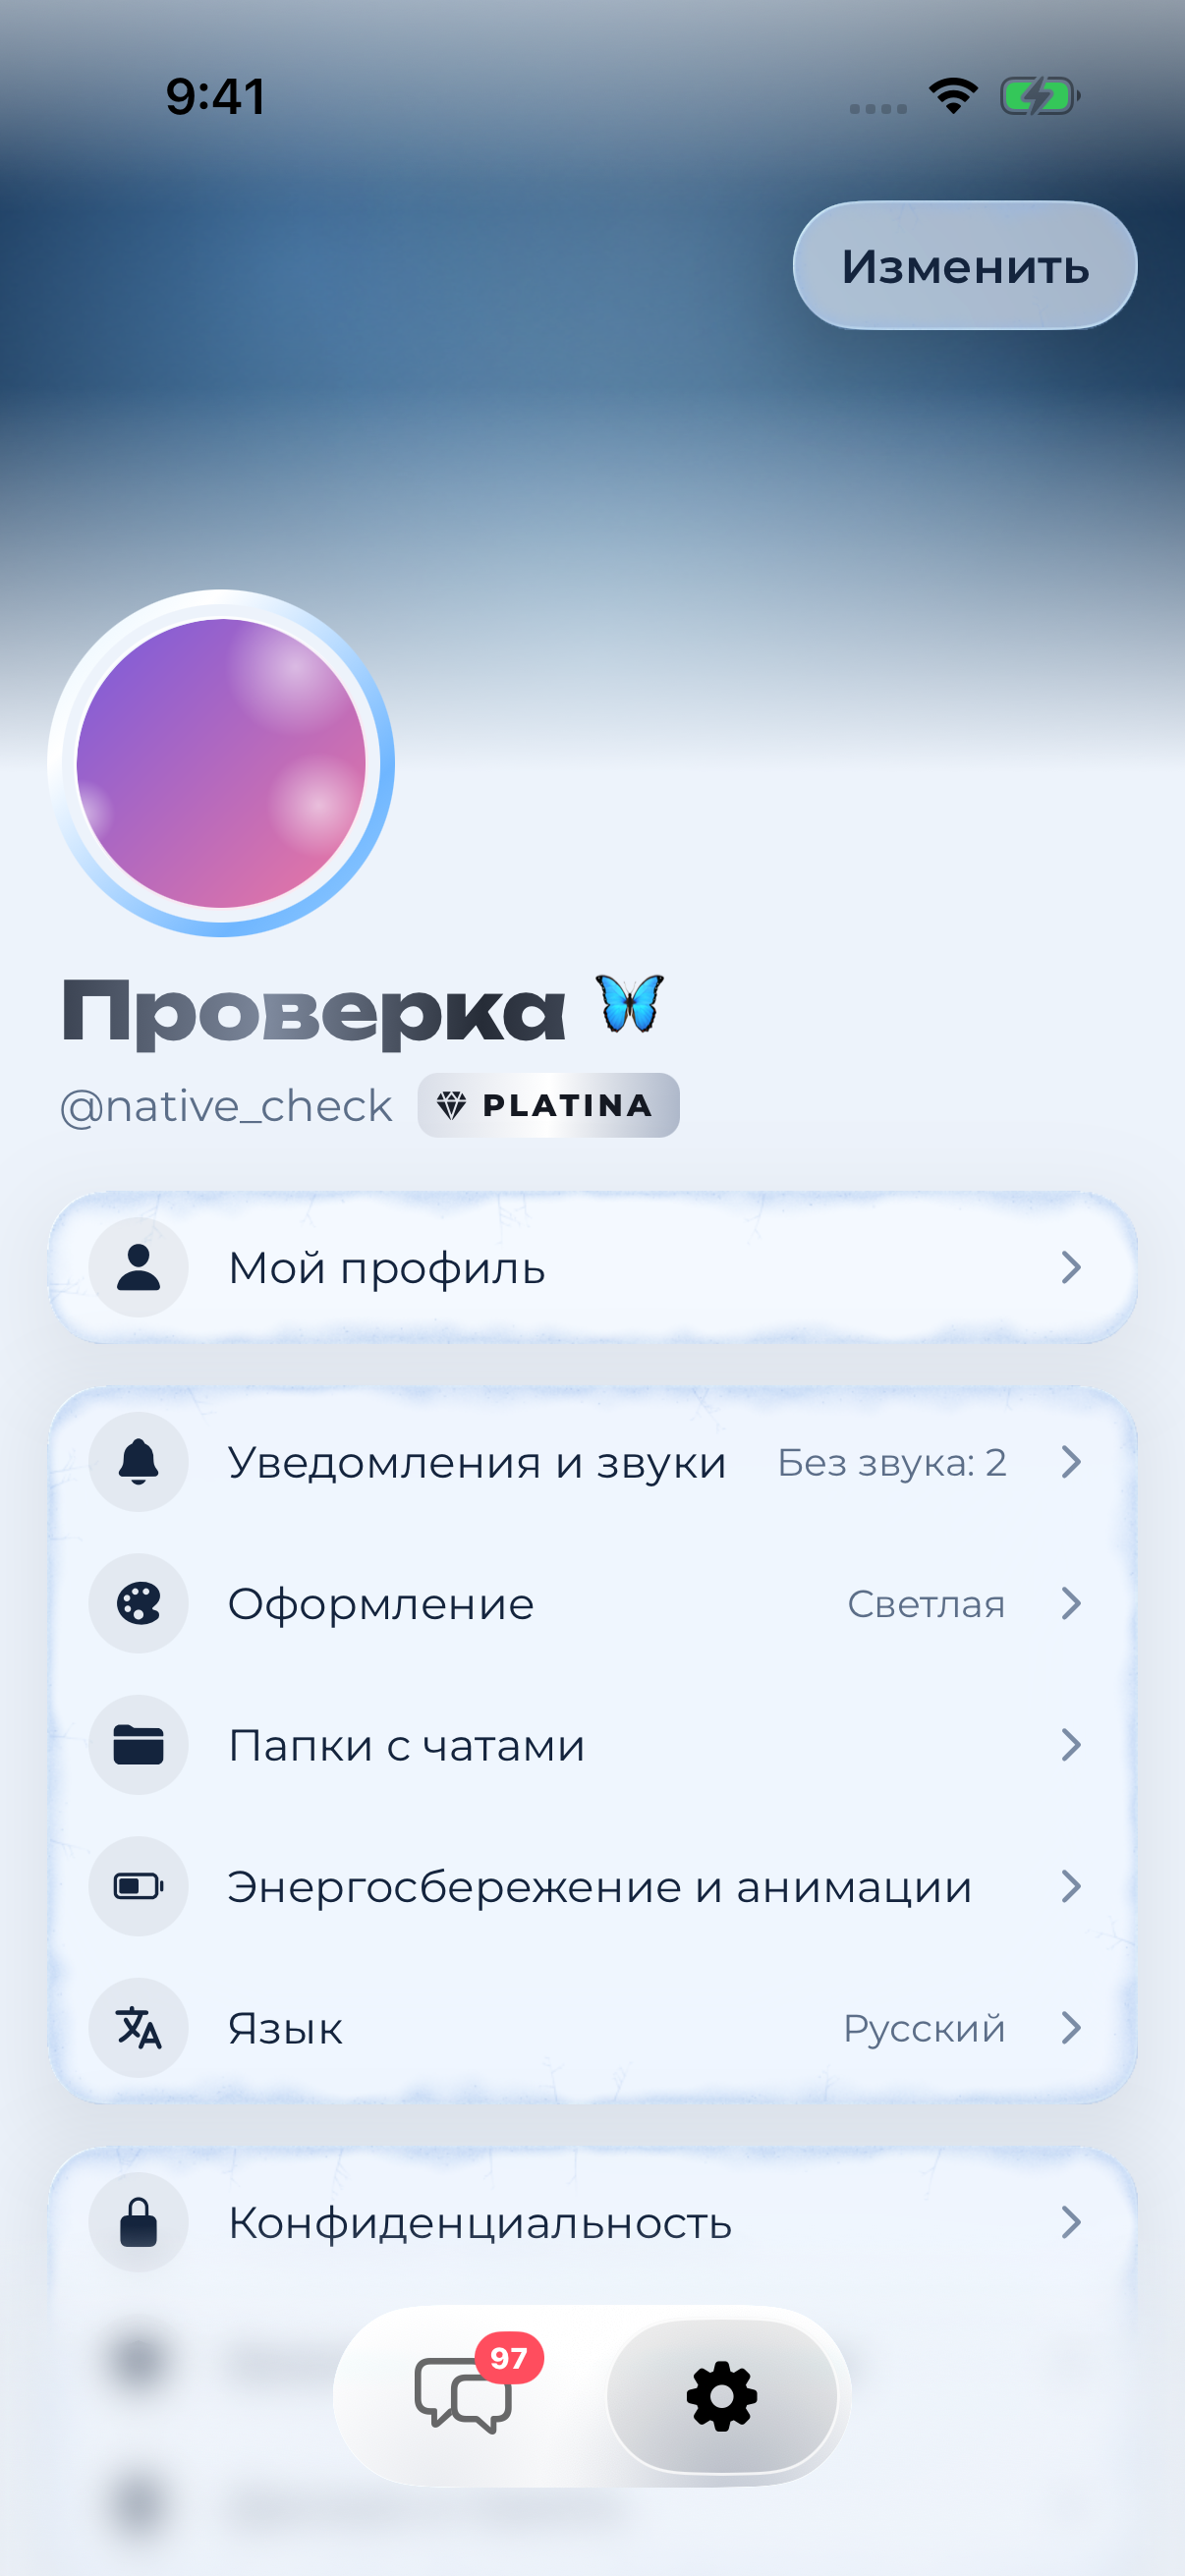 9:41
Изменить
Проверка 🦋
@native_check PLATINA
Мой профиль
Уведомления и звуки Без звука: 2
Оформление Светлая
Папки с чатами
Энергосбережение и анимации
Язык Русский
Конфиденциальность
97